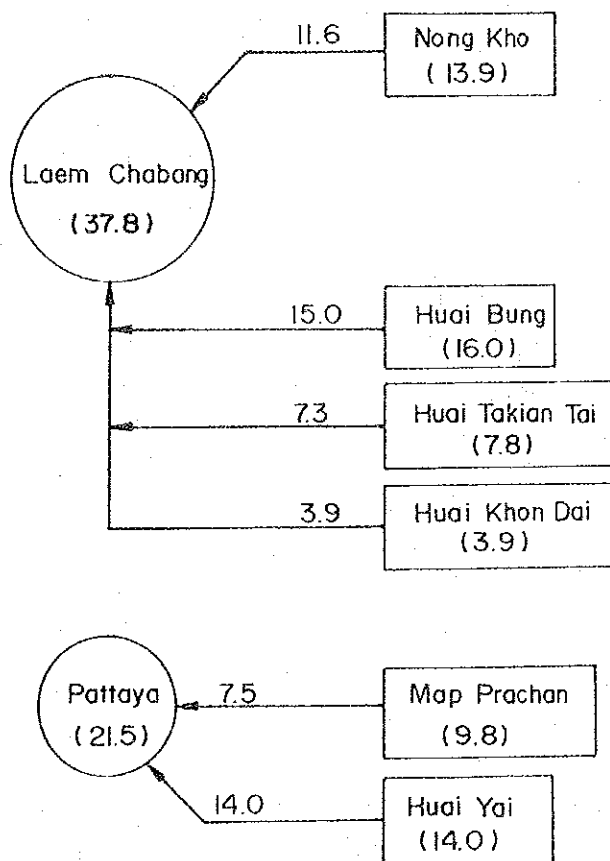 11.6
Nong Kho
(13.9)
Laem Chabang
(37.8)
15.0
Huai Bung
(16.0)
7.3
Huai Takian Tai
(7.8)
3.9
Huai Khon Dai
(3.9)
Pattaya
(21.5)
7.5
Map Prachan
(9.8)
14.0
Huai Yai
(14.0)